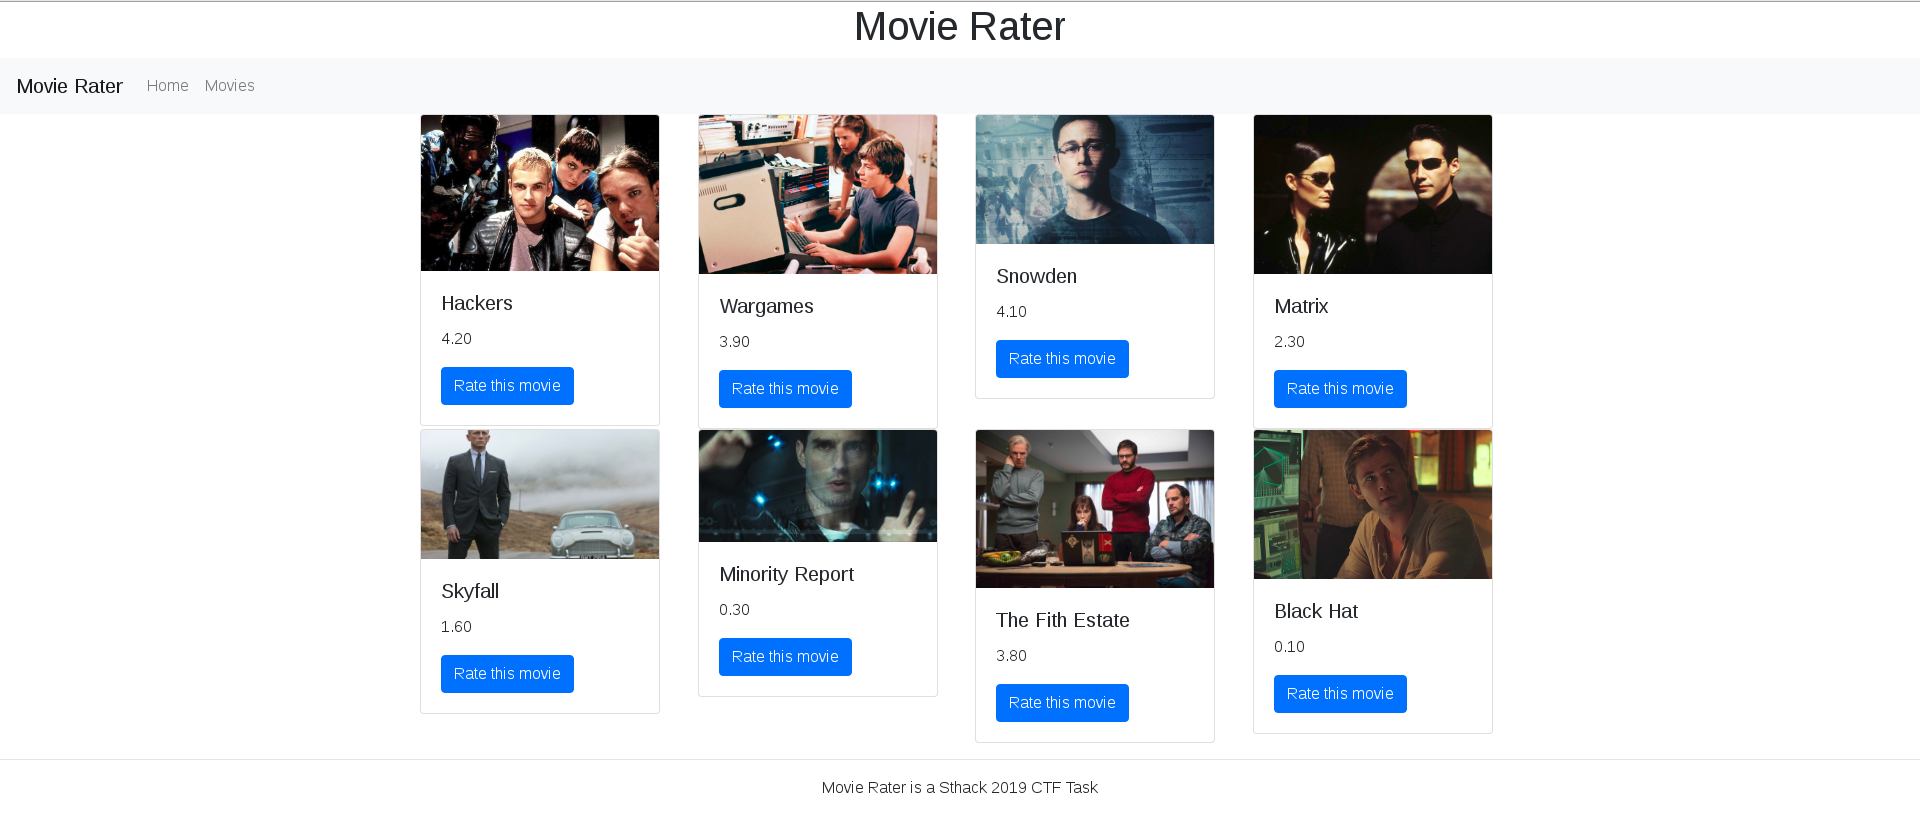 Movie Rater
Movie Rater Home Movies
Hackers
4.20
Rate this movie
Wargames
3.90
Rate this movie
Snowden
4.10
Rate this movie
Matrix
2.30
Rate this movie
Skyfall
1.60
Rate this movie
Minority Report
0.30
Rate this movie
The Fith Estate
3.80
Rate this movie
Black Hat
0.10
Rate this movie
Movie Rater is a Sthack 2019 CTF Task